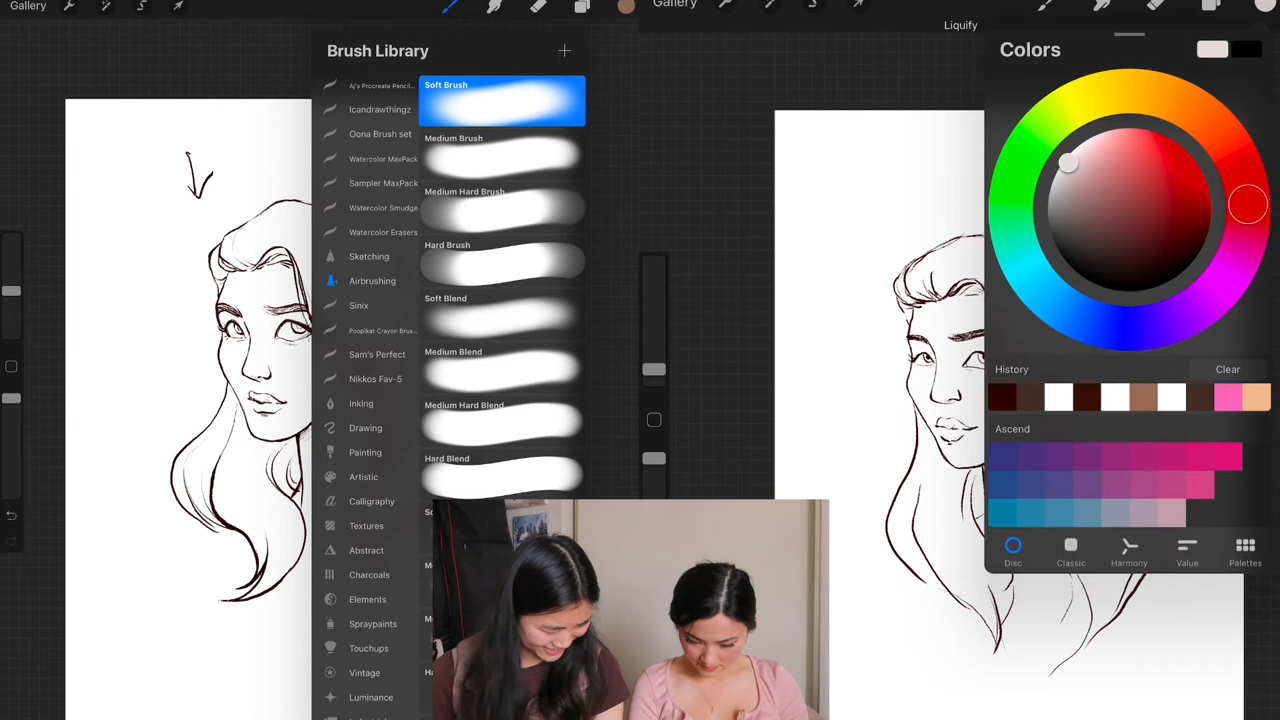 Gallery
Brush Library
Aj's Procreate Pencil...
Icandrawthingz
Oona Brush set
Watercolor MaxPack
Sampler MaxPack
Watercolor Smudge
Watercolor Erasers
Sketching
Airbrushing
Sinix
Poopikat Crayon Brus...
Sam's Perfect
Nikkos Fav-5
Inking
Drawing
Painting
Artistic
Calligraphy
Textures
Abstract
Charcoals
Elements
Spraypaints
Touchups
Vintage
Luminance
Soft Brush
Medium Brush
Medium Hard Brush
Hard Brush
Soft Blend
Medium Blend
Medium Hard Blend
Hard Blend
Gallery
Liquify
Colors
History
Clear
Ascend
Disc
Classic
Harmony
Value
Palettes